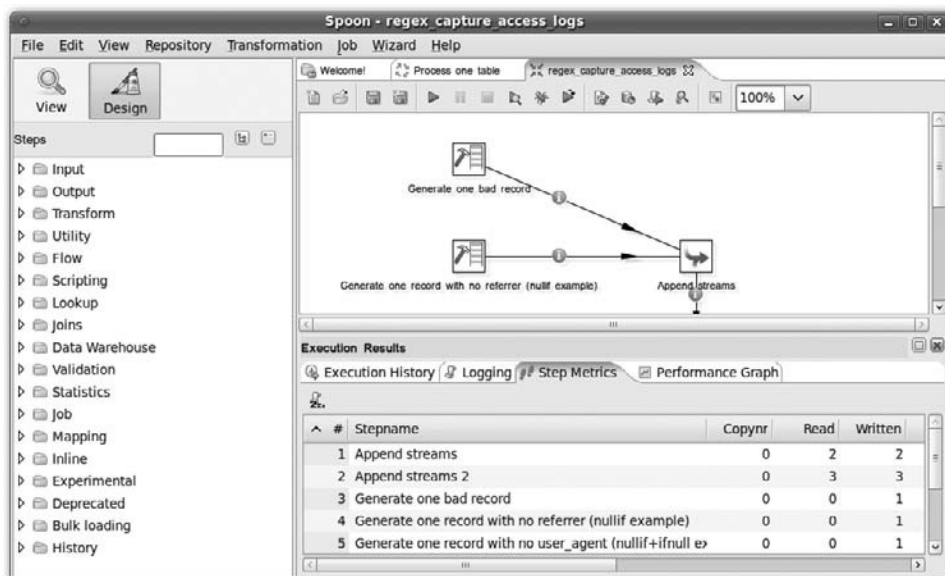 Spoon - regex_capture_access_logs
File Edit View Repository Transformation Job Wizard Help
Welcome! Process one table regex_capture_access_logs
View Design
100%
Steps
Input
Output
Transform
Utility
Flow
Scripting
Lookup
Joins
Data Warehouse
Validation
Statistics
Job
Mapping
Inline
Experimental
Deprecated
Bulk loading
History
Generate one bad record
Generate one record with no referrer (nullif example)
Append streams
Execution Results
Execution History Logging Step Metrics Performance Graph
# Stepname Copynr Read Written
1 Append streams 0 2 2
2 Append streams 2 0 3 3
3 Generate one bad record 0 0 1
4 Generate one record with no referrer (nullif example) 0 0 1
5 Generate one record with no user_agent (nullif+ifnull 0 0 1